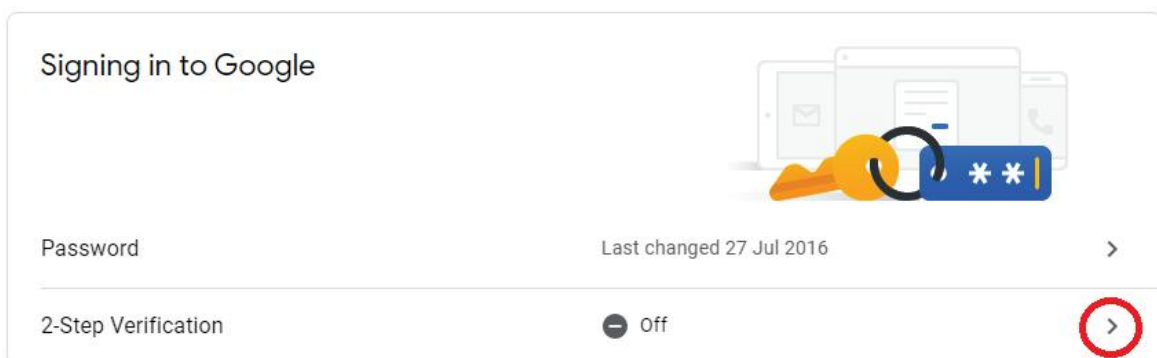 Signing in to Google
**
Password Last changed 27 Jul 2016
2-Step Verification Off